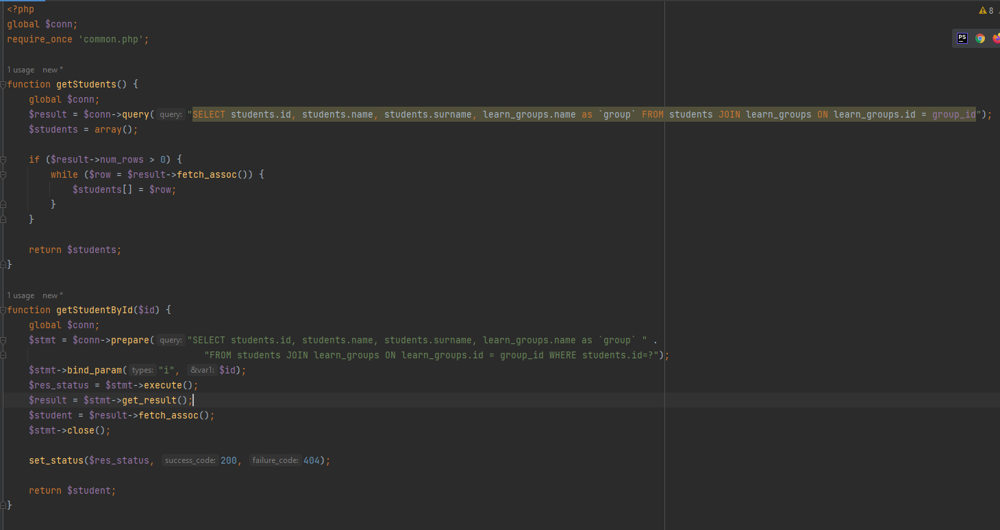 <?php
8
global $conn;
require_once 'common.php';
PS
1 usage new *
function getStudents() {
global $conn;
$result = $conn->query( query: "SELECT students.id, students.name, students.surname, learn_groups.name as `group` FROM students JOIN learn_groups ON learn_groups.id = group_id");
$students = array();
if ($result->num_rows > 0) {
while ($row = $result->fetch_assoc()) {
$students[] = $row;
}
}
return $students;
}
1 usage new *
function getStudentById($id) {
global $conn;
$stmt = $conn->prepare( query: "SELECT students.id, students.name, students.surname, learn_groups.name as `group` " .
"FROM students JOIN learn_groups ON learn_groups.id = group_id WHERE students.id=?");
$stmt->bind_param( types: "i", &var1: $id);
$res_status = $stmt->execute();
$result = $stmt->get_result();
$student = $result->fetch_assoc();
$stmt->close();
set_status($res_status, success_code: 200, failure_code: 404);
return $student;
}